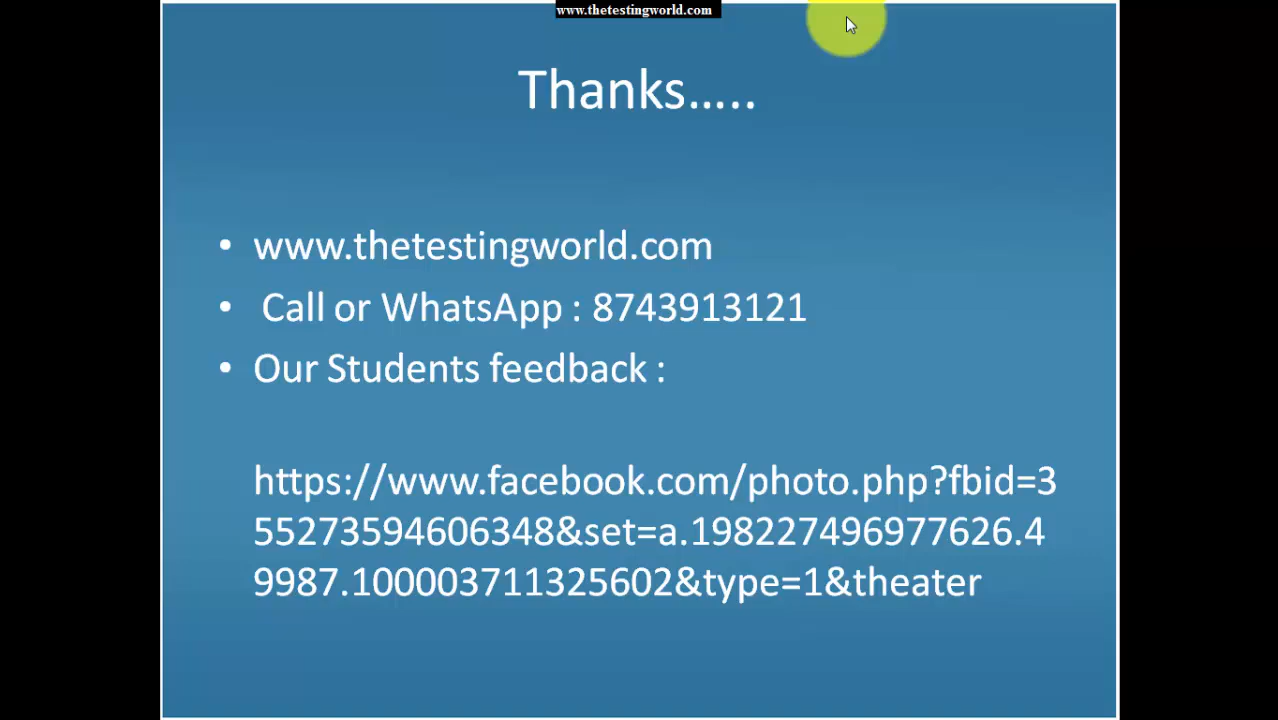 www.thetestingworld.com
Thanks…..
• www.thetestingworld.com
• Call or WhatsApp : 8743913121
• Our Students feedback :
https://www.facebook.com/photo.php?fbid=3
55273594606348&set=a.198227496977626.4
9987.100003711325602&type=1&theater